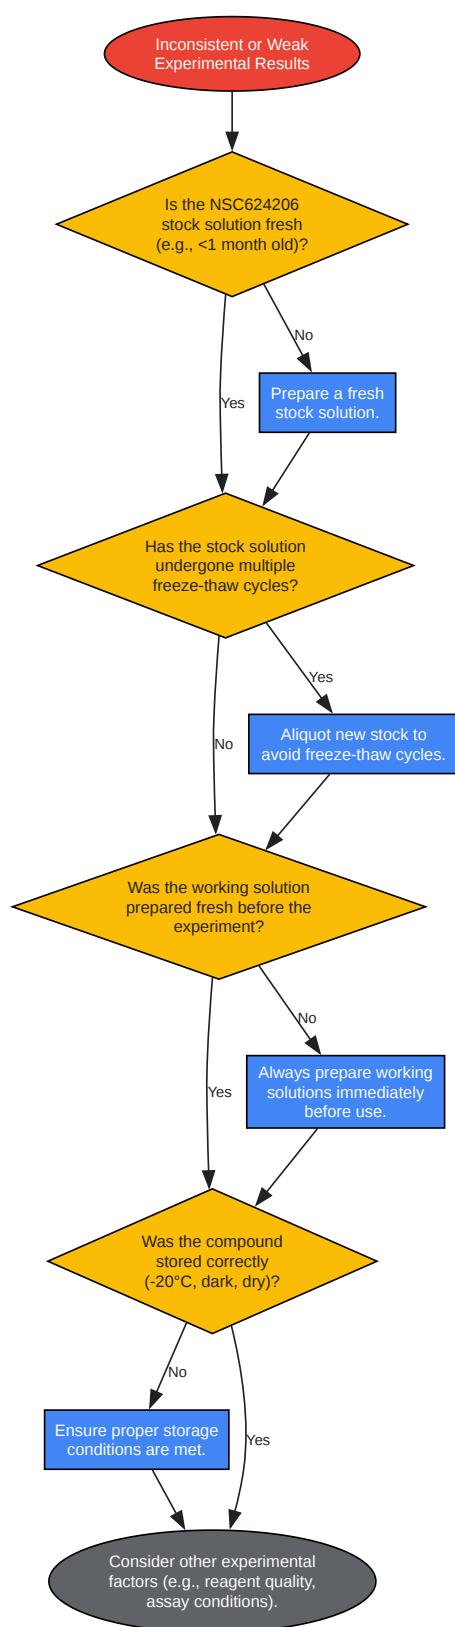 Inconsistent or Weak
Experimental Results
Is the NSC624206
stock solution fresh
(e.g., <1 month old)?
No
Yes
Prepare a fresh
stock solution.
Has the stock solution
undergone multiple
freeze-thaw cycles?
Yes
No
Aliquot new stock to
avoid freeze-thaw cycles.
Was the working solution
prepared fresh before the
experiment?
No
Yes
Always prepare working
solutions immediately
before use.
Was the compound
stored correctly
(-20°C, dark, dry)?
No
Yes
Ensure proper storage
conditions are met.
Consider other experimental
factors (e.g., reagent quality,
assay conditions).